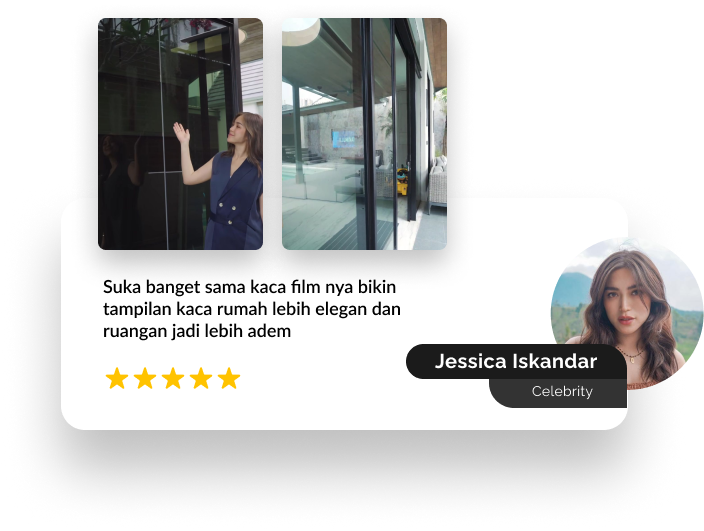 Suka banget sama kaca film nya bikin
tampilan kaca rumah lebih elegan dan
ruangan jadi lebih adem
Jessica Iskandar
Celebrity